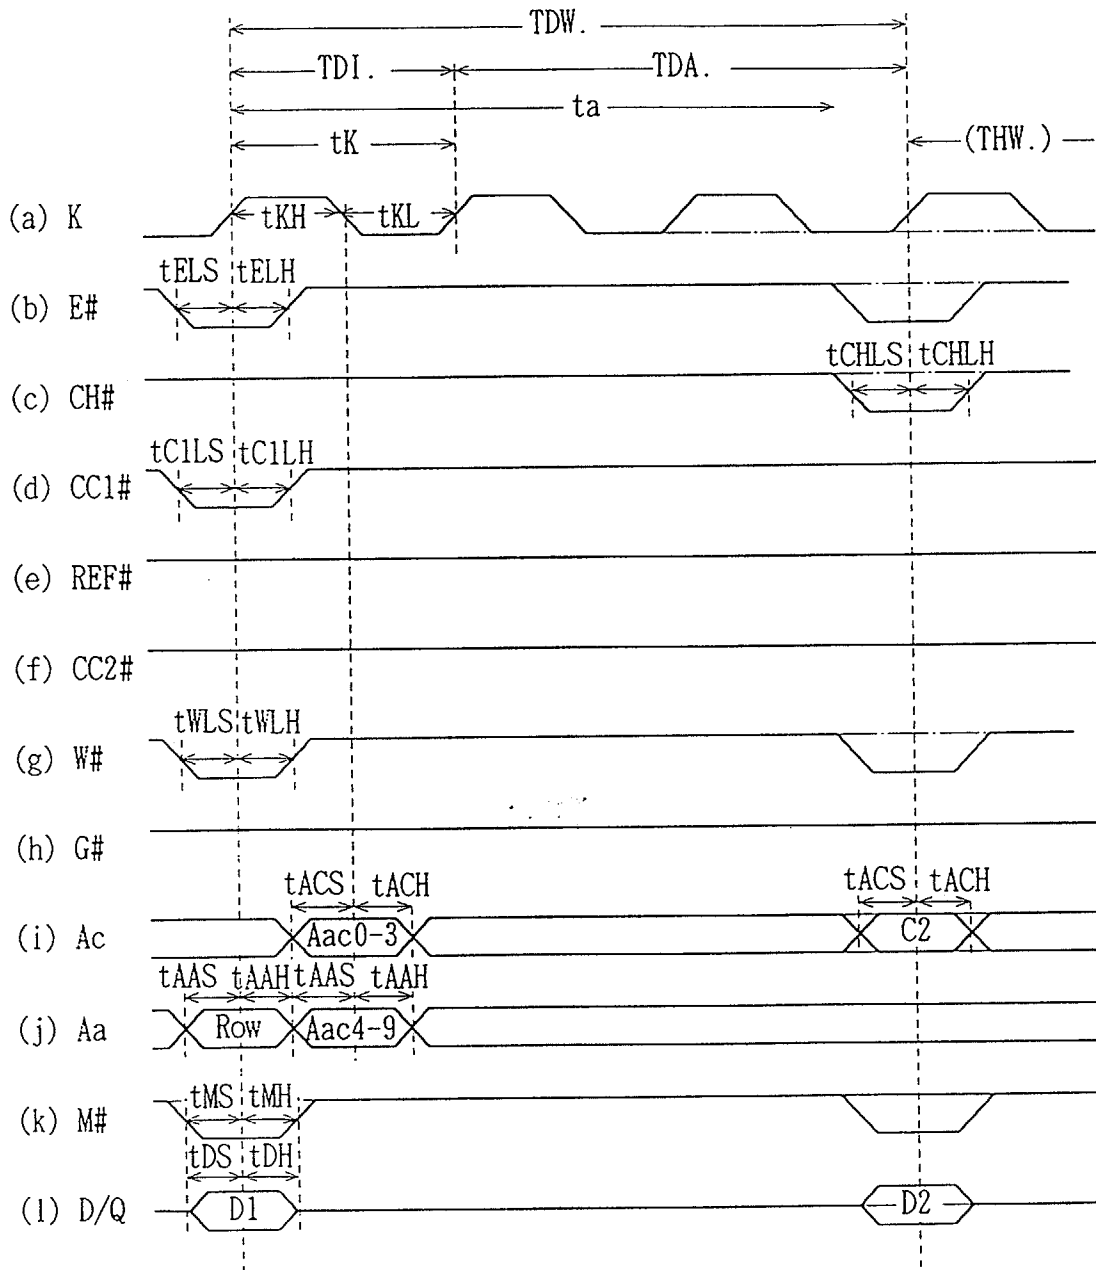 TDW.
TDI. TDA.
ta
tK (THW.)
(a) K tKH tKL
tELS tELH
(b) E#
tCHLS tCHLH
(c) CH#
tC1LS tC1LH
(d) CC1#
(e) REF#
(f) CC2#
tWLS tWLH
(g) W#
(h) G#
tACS tACH tACS tACH
(i) Ac Aac0-3 C2
tAAS tAAH tAAS tAAH
(j) Aa Row Aac4-9
tMS tMH
(k) M#
tDS tDH
(l) D/Q D1 D2